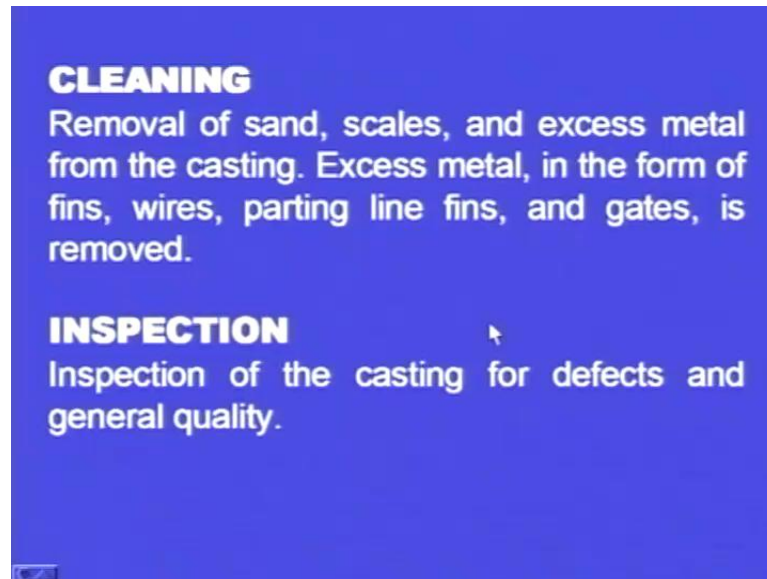 CLEANING
Removal of sand, scales, and excess metal
from the casting. Excess metal, in the form of
fins, wires, parting line fins, and gates, is
removed.
INSPECTION
Inspection of the casting for defects and
general quality.